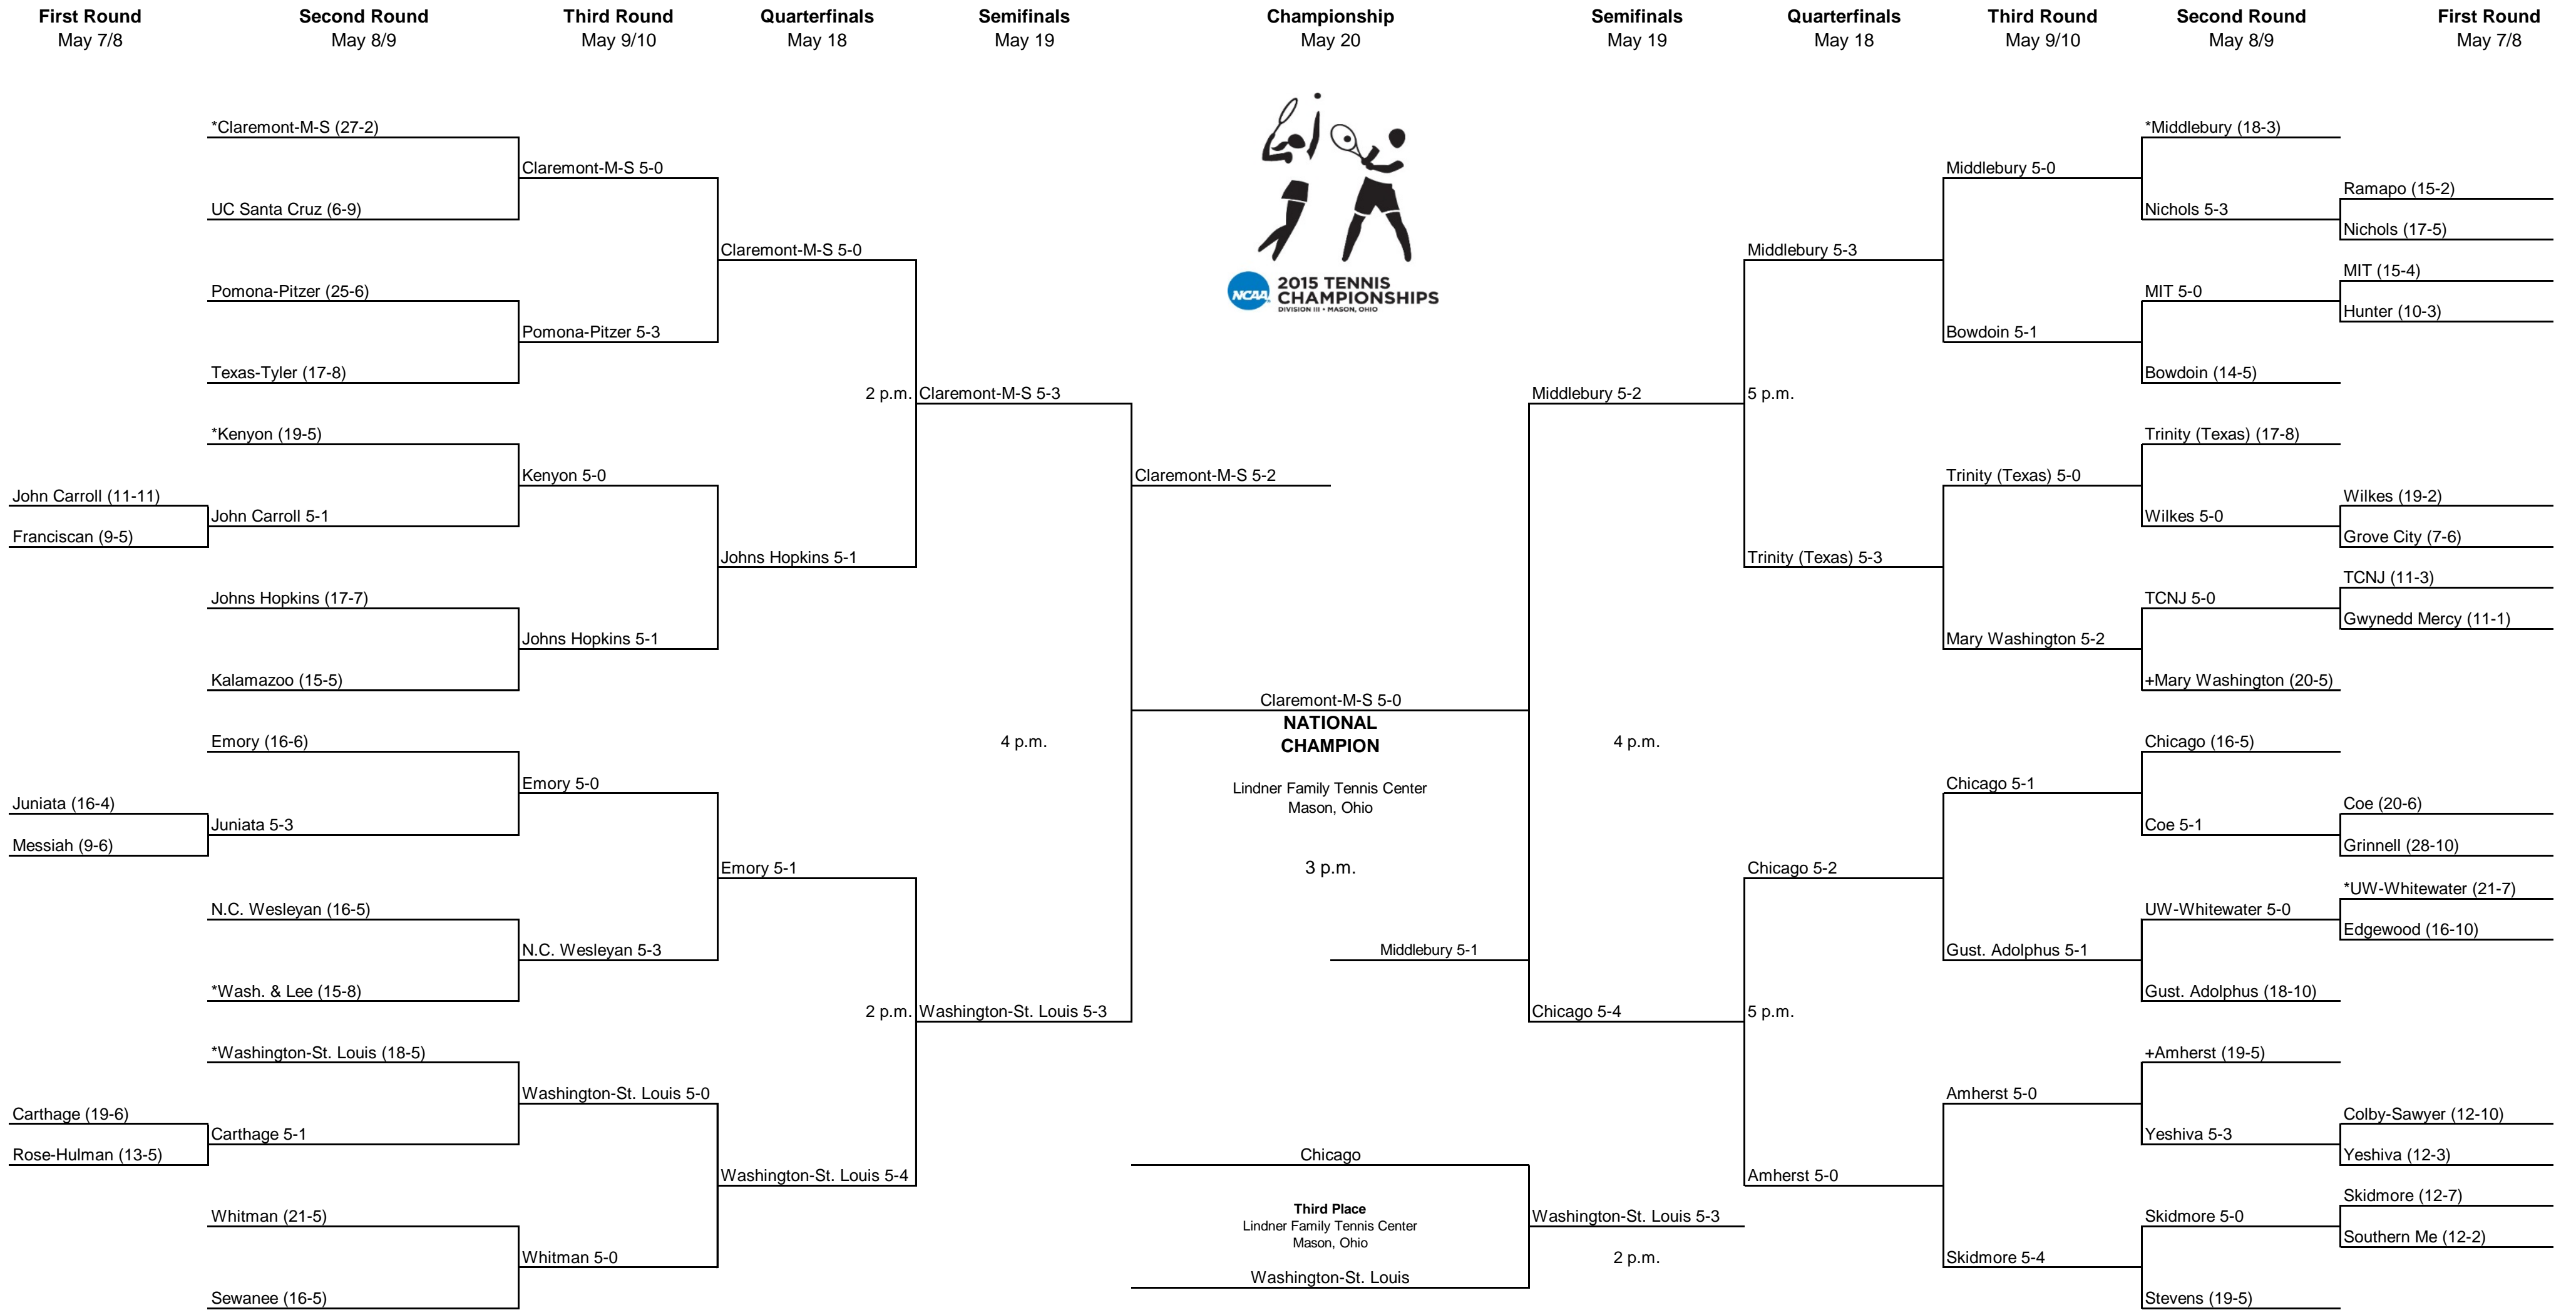 First Round
May 7/8
Second Round
May 8/9
Third Round
May 9/10
Quarterfinals
May 18
Semifinals
May 19
Championship
May 20
Semifinals
May 19
Quarterfinals
May 18
Third Round
May 9/10
Second Round
May 8/9
First Round
May 7/8
John Carroll (11-11)
Franciscan (9-5)
Juniata (16-4)
Messiah (9-6)
Carthage (19-6)
Rose-Hulman (13-5)
*Claremont-M-S (27-2)
UC Santa Cruz (6-9)
Pomona-Pitzer (25-6)
Texas-Tyler (17-8)
*Kenyon (19-5)
John Carroll 5-1
Johns Hopkins (17-7)
Kalamazoo (15-5)
Emory (16-6)
Juniata 5-3
N.C. Wesleyan (16-5)
*Wash. & Lee (15-8)
*Washington-St. Louis (18-5)
Carthage 5-1
Whitman (21-5)
Sewanee (16-5)
Claremont-M-S 5-0
Pomona-Pitzer 5-3
Kenyon 5-0
Johns Hopkins 5-1
Emory 5-0
N.C. Wesleyan 5-3
Washington-St. Louis 5-0
Whitman 5-0
Claremont-M-S 5-0
2 p.m.
Johns Hopkins 5-1
Emory 5-1
2 p.m.
Washington-St. Louis 5-4
Claremont-M-S 5-3
4 p.m.
Washington-St. Louis 5-3
NCAA
2015 TENNIS
CHAMPIONSHIPS
DIVISION III • MASON, OHIO
Claremont-M-S 5-2
Claremont-M-S 5-0
NATIONAL
CHAMPION
Lindner Family Tennis Center
Mason, Ohio
3 p.m.
Middlebury 5-1
Chicago
Third Place
Lindner Family Tennis Center
Mason, Ohio
Washington-St. Louis
Washington-St. Louis 5-3
2 p.m.
Middlebury 5-2
4 p.m.
Chicago 5-4
Middlebury 5-3
5 p.m.
Trinity (Texas) 5-3
Chicago 5-2
5 p.m.
Amherst 5-0
Middlebury 5-0
Bowdoin 5-1
Trinity (Texas) 5-0
Mary Washington 5-2
Chicago 5-1
Gust. Adolphus 5-1
Amherst 5-0
Skidmore 5-4
*Middlebury (18-3)
Nichols 5-3
MIT 5-0
Bowdoin (14-5)
Trinity (Texas) (17-8)
Wilkes 5-0
TCNJ 5-0
+Mary Washington (20-5)
Chicago (16-5)
Coe 5-1
UW-Whitewater 5-0
Gust. Adolphus (18-10)
+Amherst (19-5)
Yeshiva 5-3
Skidmore 5-0
Stevens (19-5)
Ramapo (15-2)
Nichols (17-5)
MIT (15-4)
Hunter (10-3)
Wilkes (19-2)
Grove City (7-6)
TCNJ (11-3)
Gwynedd Mercy (11-1)
Coe (20-6)
Grinnell (28-10)
*UW-Whitewater (21-7)
Edgewood (16-10)
Colby-Sawyer (12-10)
Yeshiva (12-3)
Skidmore (12-7)
Southern Me (12-2)